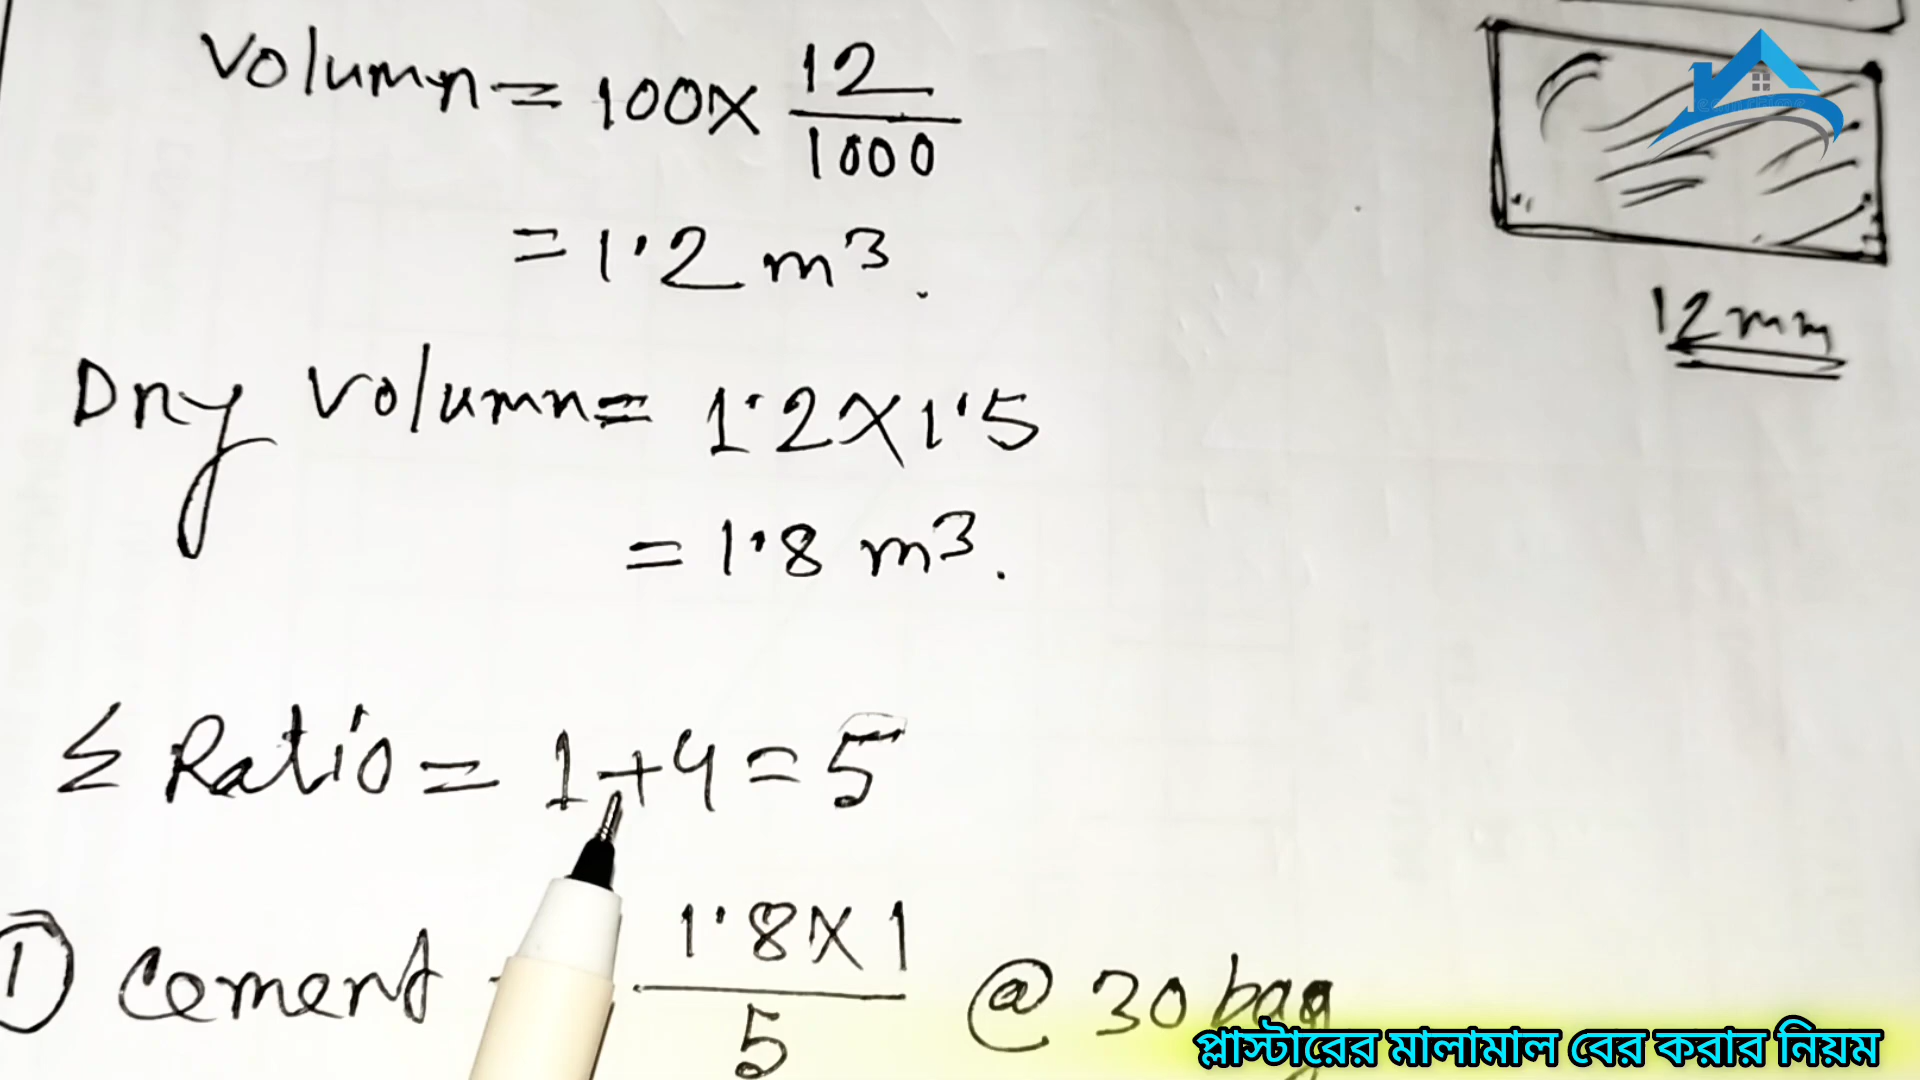 Volumn = 100 × 12/1000
= 1.2 m³.
12mm
Dry Volumn = 1.2 × 1.5
= 1.8 m³.
Σ Ratio = 1+4 = 5
① Cement = 1.8×1/5 @ 30 bag
প্লাস্টারের মালামাল বের করার নিয়ম